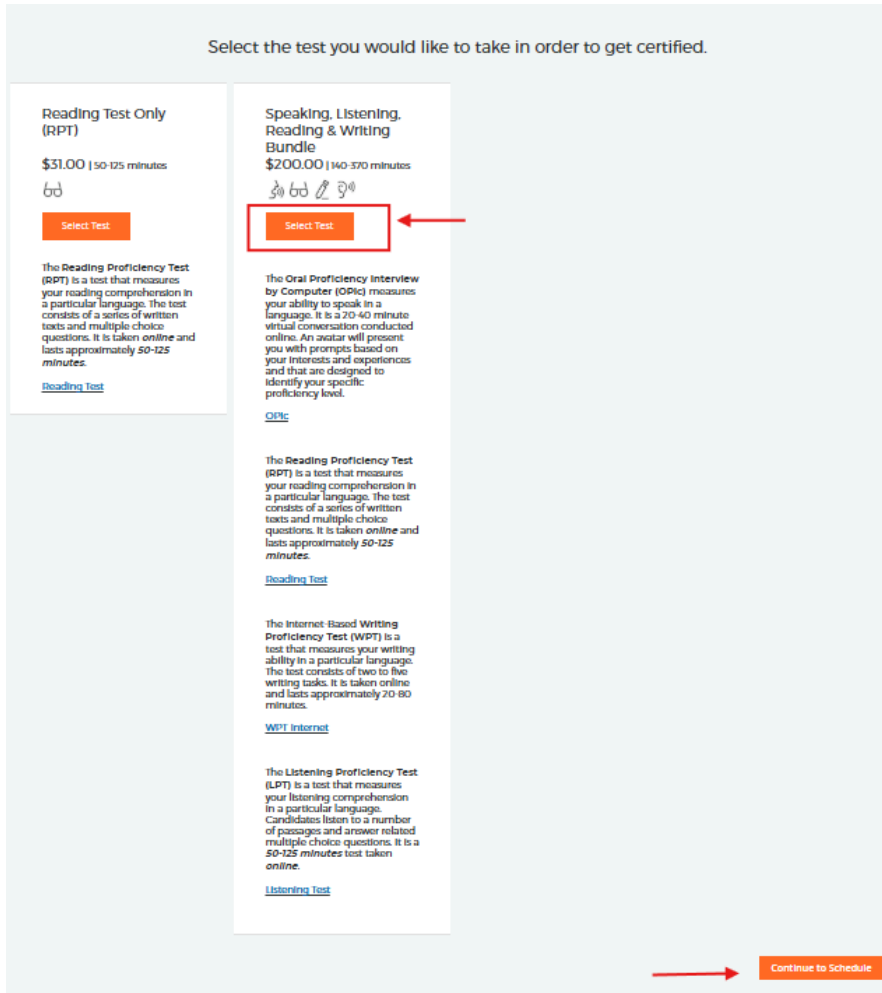 Select the test you would like to take in order to get certified.
Reading Test Only
(RPT)
$31.00 | 50-125 minutes
Select Test
The Reading Proficiency Test
(RPT) is a test that measures
your reading comprehension in
a particular language. The test
consists of a series of written
texts and multiple choice
questions. It is taken online and
lasts approximately 50-125
minutes.
Reading Test
Speaking, Listening,
Reading & Writing
Bundle
$200.00 | 140-370 minutes
Select Test
The Oral Proficiency Interview
by Computer (OPIc) measures
your ability to speak in a
language. It is a 20-40 minute
virtual conversation conducted
online. An avatar will present
you with prompts based on
your interests and experiences
and that are designed to
identify your specific
proficiency level.
OPIc
The Reading Proficiency Test
(RPT) is a test that measures
your reading comprehension in
a particular language. The test
consists of a series of written
texts and multiple choice
questions. It is taken online and
lasts approximately 50-125
minutes.
Reading Test
The Internet-Based Writing
Proficiency Test (WPT) is a
test that measures your writing
ability in a particular language.
The test consists of two to five
writing tasks. It is taken online
and lasts approximately 20-80
minutes.
WPT Internet
The Listening Proficiency Test
(LPT) is a test that measures
your listening comprehension
in a particular language.
Candidates listen to a number
of passages and answer related
multiple choice questions. It is a
50-125 minutes test taken
online.
Listening Test
Continue to Schedule